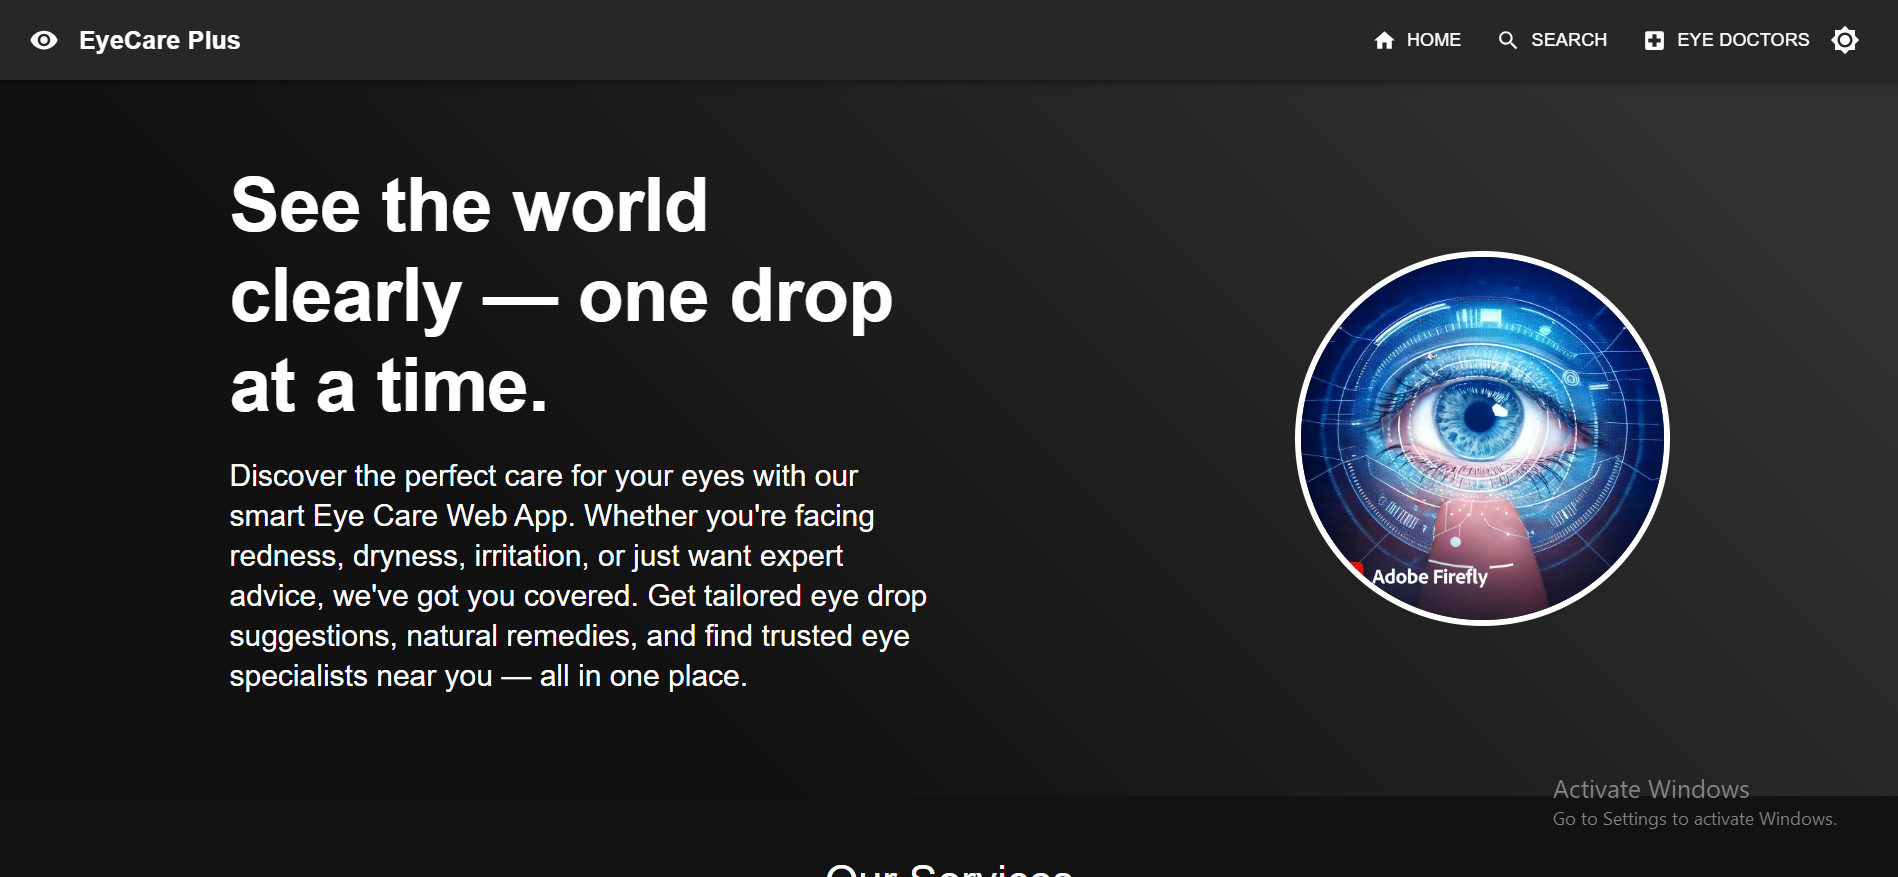 EyeCare Plus
HOME
SEARCH
EYE DOCTORS
See the world
clearly — one drop
at a time.
Discover the perfect care for your eyes with our
smart Eye Care Web App. Whether you're facing
redness, dryness, irritation, or just want expert
advice, we've got you covered. Get tailored eye drop
suggestions, natural remedies, and find trusted eye
specialists near you — all in one place.
Adobe Firefly
Activate Windows
Go to Settings to activate Windows.
Our Services